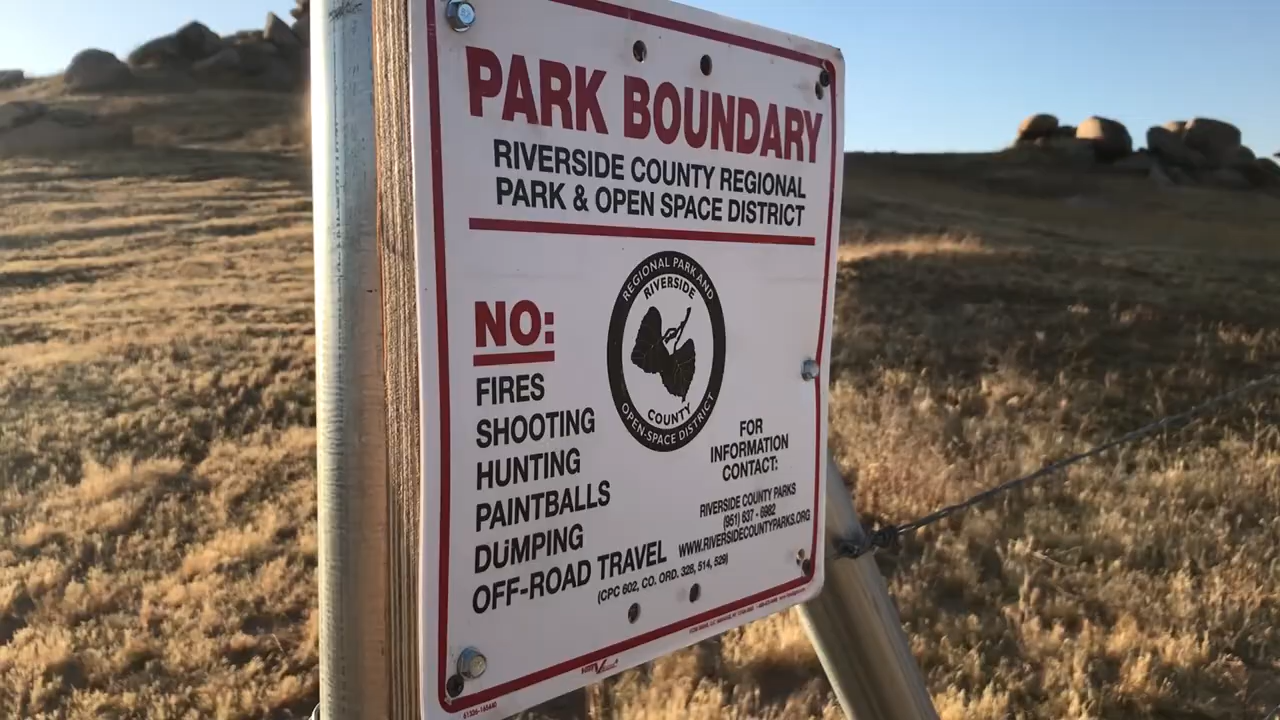 PARK BOUNDARY
RIVERSIDE COUNTY REGIONAL
PARK & OPEN SPACE DISTRICT
REGIONAL PARK AND
RIVERSIDE
COUNTY
OPEN-SPACE DISTRICT
NO:
FIRES
SHOOTING
HUNTING
PAINTBALLS
DUMPING
OFF-ROAD TRAVEL
(CPC 602, CO. ORD. 328, 514, 529)
FOR
INFORMATION
CONTACT:
RIVERSIDE COUNTY PARKS
(951) 637 - 6982
WWW.RIVERSIDECOUNTYPARKS.ORG
61326-165440